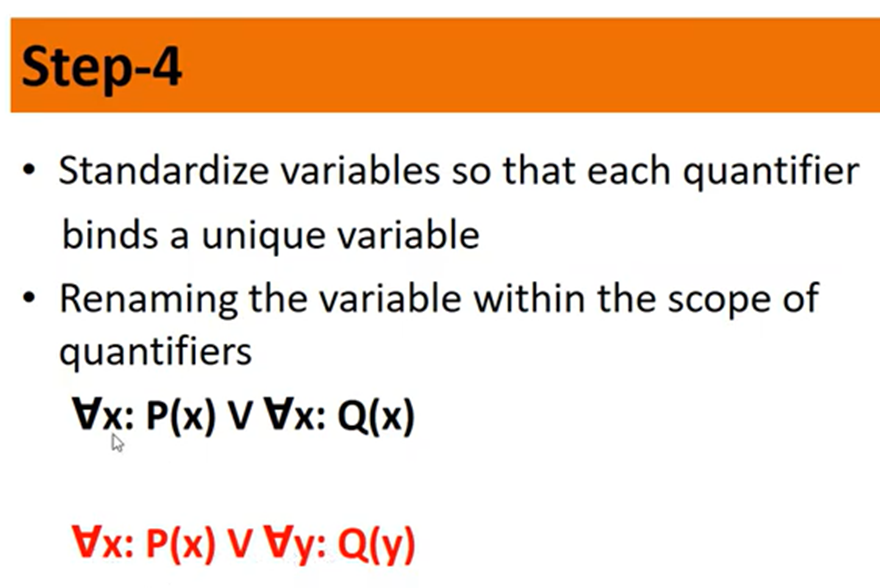 Step-4
• Standardize variables so that each quantifier
binds a unique variable
• Renaming the variable within the scope of
quantifiers
∀x: P(x) V ∀x: Q(x)
∀x: P(x) V ∀y: Q(y)